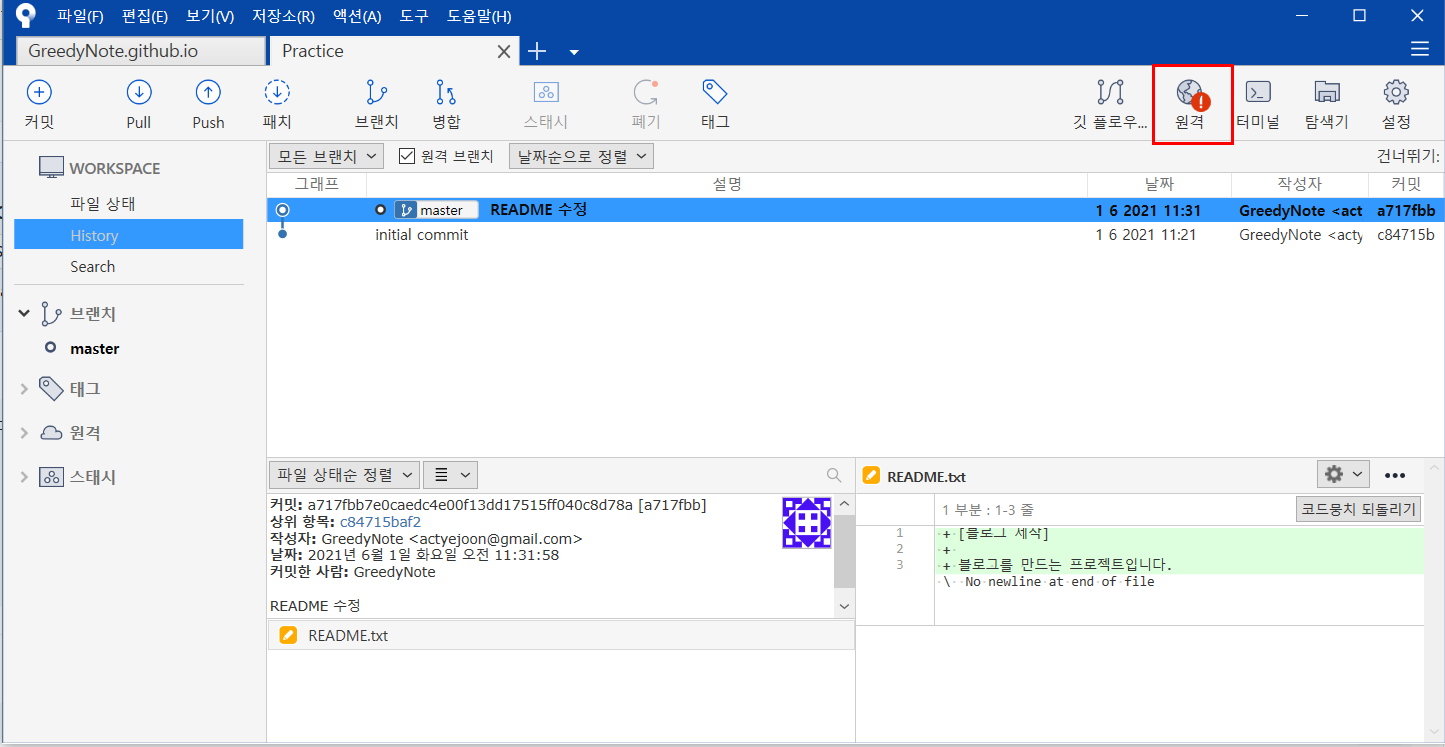 파일(F) 편집(E) 보기(V) 저장소(R) 액션(A) 도구 도움말(H)
GreedyNote.github.io Practice
커밋 Pull Push 패치 브랜치 병합 스태시 폐기 태그 깃 플로우... 원격 터미널 탐색기 설정
WORKSPACE
파일 상태
History
Search
브랜치
master
태그
원격
스태시
모든 브랜치 원격 브랜치 날짜순으로 정렬 건너뛰기:
그래프 설명 날짜 작성자 커밋
master README 수정 1 6 2021 11:31 GreedyNote <act a717fbb
initial commit 1 6 2021 11:21 GreedyNote <acty c84715b
파일 상태순 정렬
커밋: a717fbb7e0caedc4e00f13dd17515ff040c8d78a [a717fbb]
상위 항목: c84715baf2
작성자: GreedyNote <actyejoon@gmail.com>
날짜: 2021년 6월 1일 화요일 오전 11:31:58
커밋한 사람: GreedyNote
README 수정
README.txt
README.txt
1 부분 : 1-3 줄 코드뭉치 되돌리기
1 + [블로그 제작]
2 +
3 + 블로그를 만드는 프로젝트입니다.
\ No newline at end of file